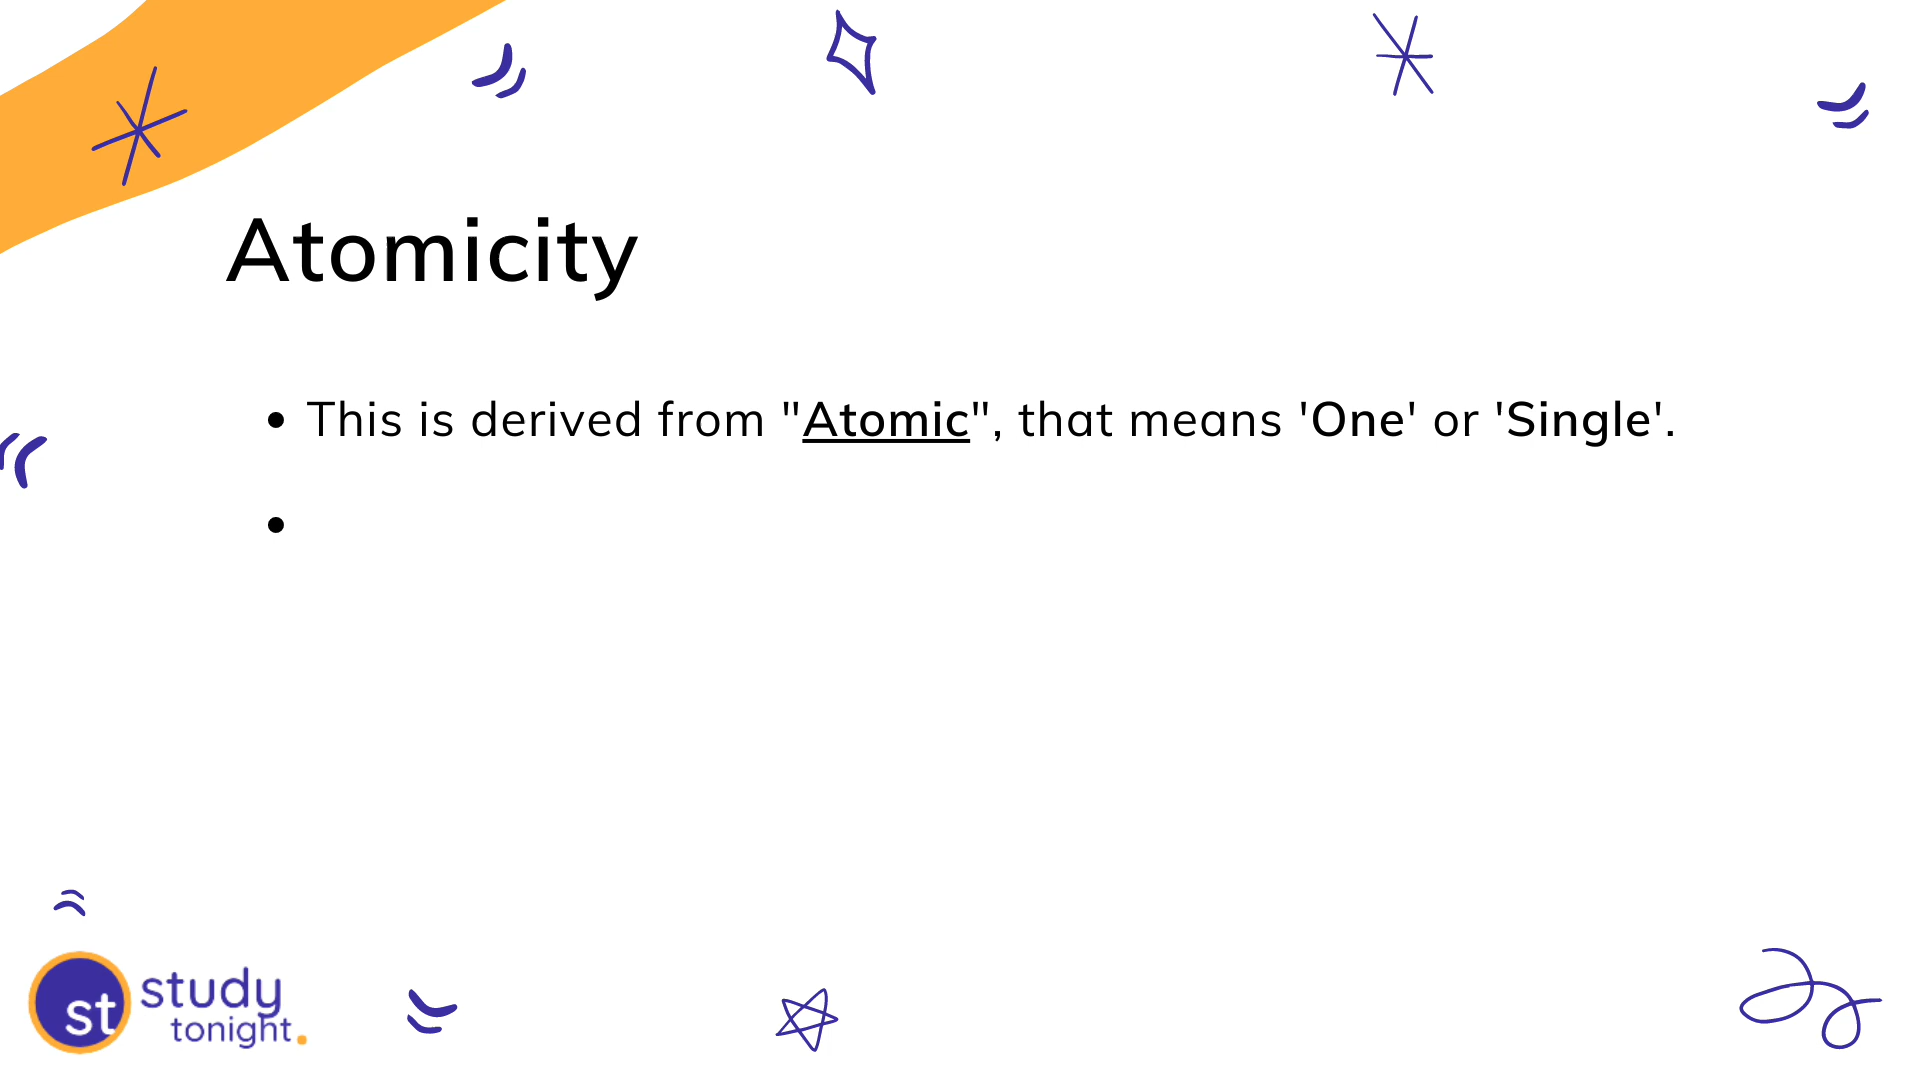 Atomicity
• This is derived from "Atomic", that means 'One' or 'Single'.
•
st
study
tonight.